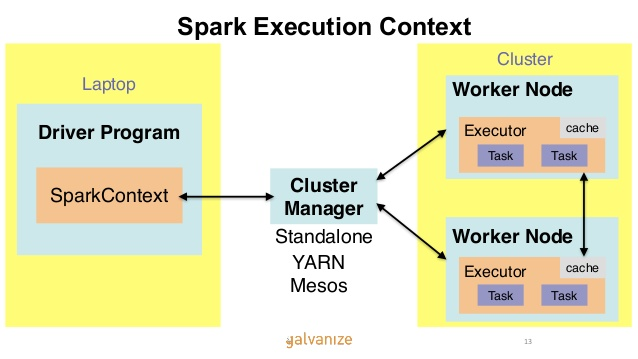 Spark Execution Context
Laptop
Driver Program
SparkContext
Cluster
Manager
Standalone
YARN
Mesos
Cluster
Worker Node
Executor
cache
Task
Task
Worker Node
Executor
cache
Task
Task
galvanıze
13